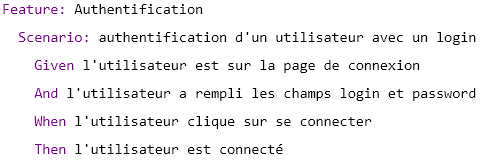 Feature: Authentification
Scenario: authentification d'un utilisateur avec un login
Given l'utilisateur est sur la page de connexion
And l'utilisateur a rempli les champs login et password
When l'utilisateur clique sur se connecter
Then l'utilisateur est connecté